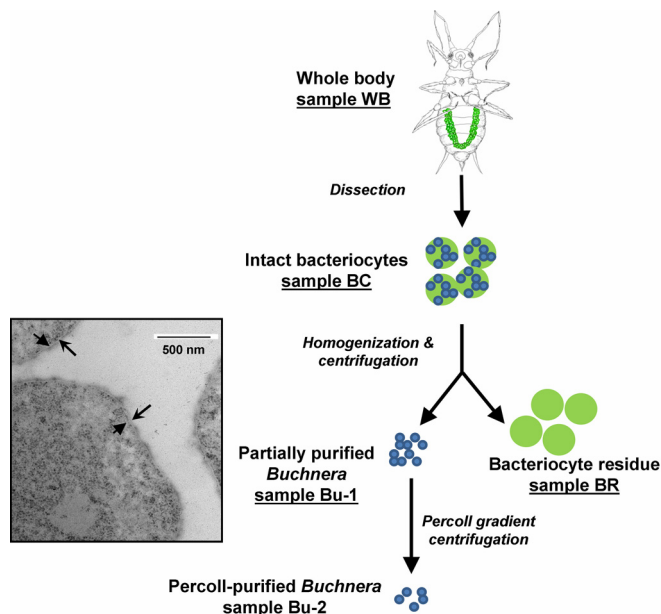 Whole body
sample WB
Dissection
Intact bacteriocytes
sample BC
Homogenization &
centrifugation
500 nm
Partially purified
Buchnera
sample Bu-1
Bacteriocyte residue
sample BR
Percoll gradient
centrifugation
Percoll-purified Buchnera
sample Bu-2